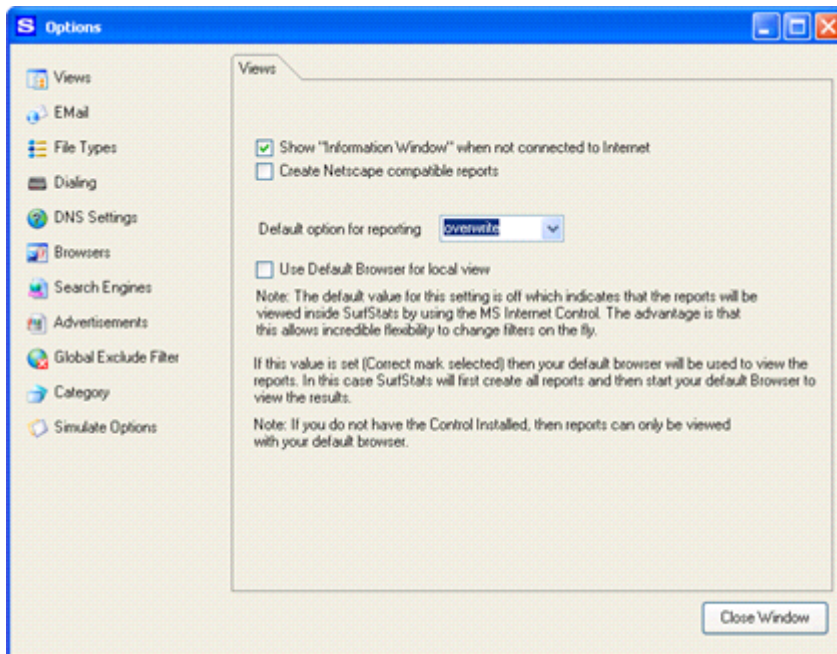 S Options
Views
EMail
File Types
Dialing
DNS Settings
Browsers
Search Engines
Advertisements
Global Exclude Filter
Category
Simulate Options
Views
Show "Information Window" when not connected to Internet
Create Netscape compatible reports
Default option for reporting overwrite
Use Default Browser for local view
Note: The default value for this setting is off which indicates that the reports will be
viewed inside SurfStats by using the MS Internet Control. The advantage is that
this allows incredible flexibility to change filters on the fly.
If this value is set (Correct mark selected) then your default browser will be used to view the
reports. In this case SurfStats will first create all reports and then start your default Browser to
view the results.
Note: If you do not have the Control Installed, then reports can only be viewed
with your default browser.
Close Window